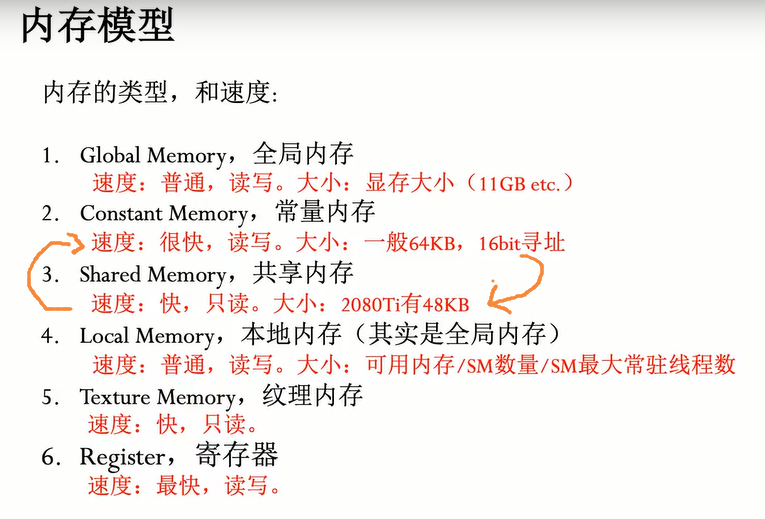 内存模型
内存的类型，和速度:
1. Global Memory，全局内存
速度：普通，读写。大小：显存大小（11GB etc.）
2. Constant Memory，常量内存
速度：很快，读写。大小：一般64KB，16bit寻址
3. Shared Memory，共享内存
速度：快，只读。大小：2080Ti有48KB
4. Local Memory，本地内存（其实是全局内存）
速度：普通，读写。大小：可用内存/SM数量/SM最大常驻线程数
5. Texture Memory，纹理内存
速度：快，只读。
6. Register，寄存器
速度：最快，读写。